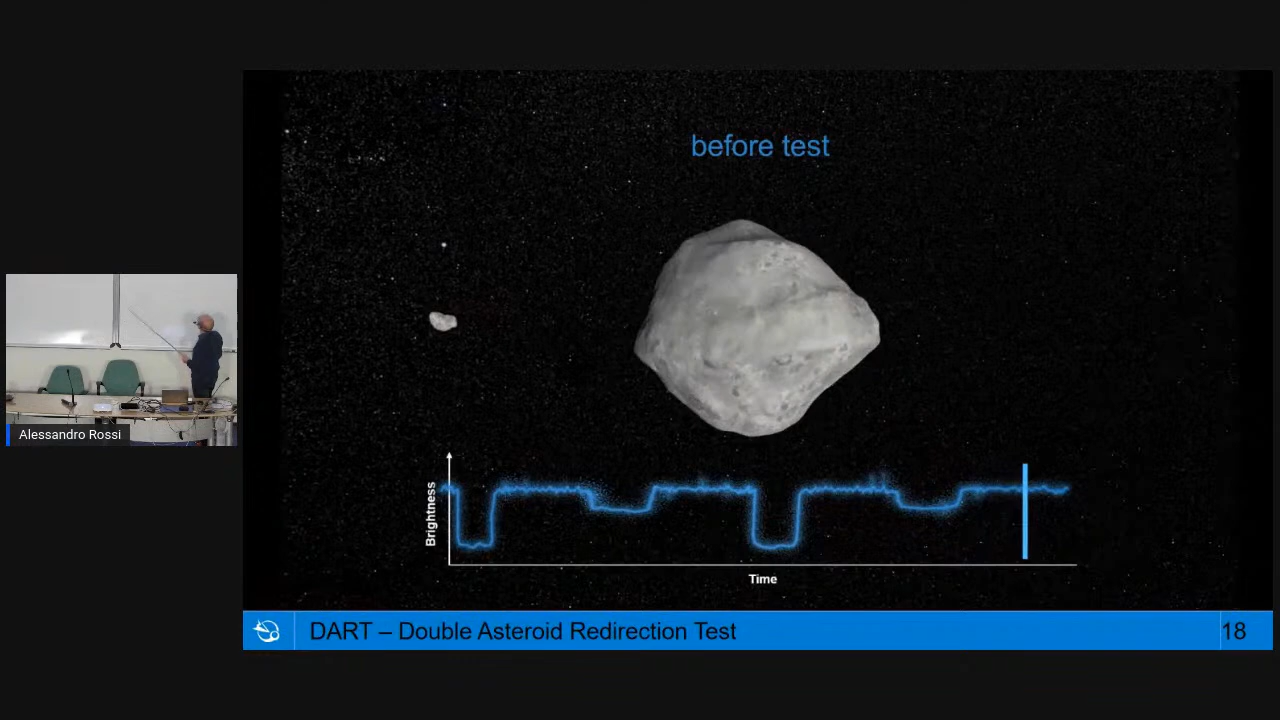 before test
Brightness
Time
Alessandro Rossi
DART – Double Asteroid Redirection Test
18